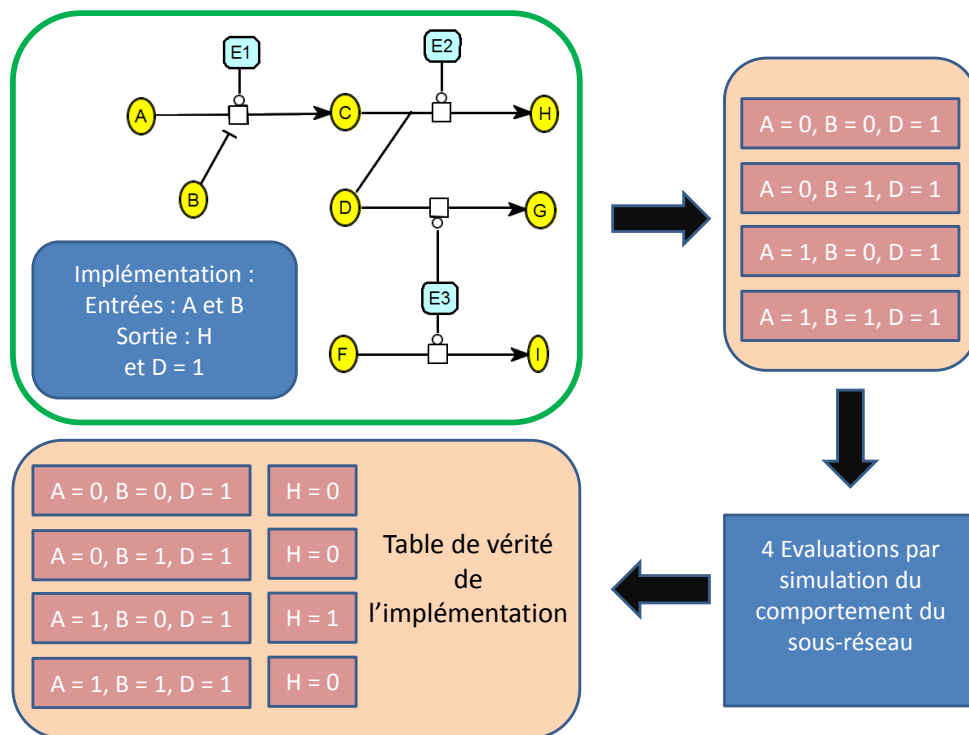 E1
E2
A
C
H
B
D
G
E3
F
I
Implémentation :
Entrées : A et B
Sortie : H
et D = 1
A = 0, B = 0, D = 1
A = 0, B = 1, D = 1
A = 1, B = 0, D = 1
A = 1, B = 1, D = 1
4 Evaluations par
simulation du
comportement du
sous-réseau
A = 0, B = 0, D = 1 H = 0
A = 0, B = 1, D = 1 H = 0
A = 1, B = 0, D = 1 H = 1
A = 1, B = 1, D = 1 H = 0
Table de vérité
de
l’implémentation